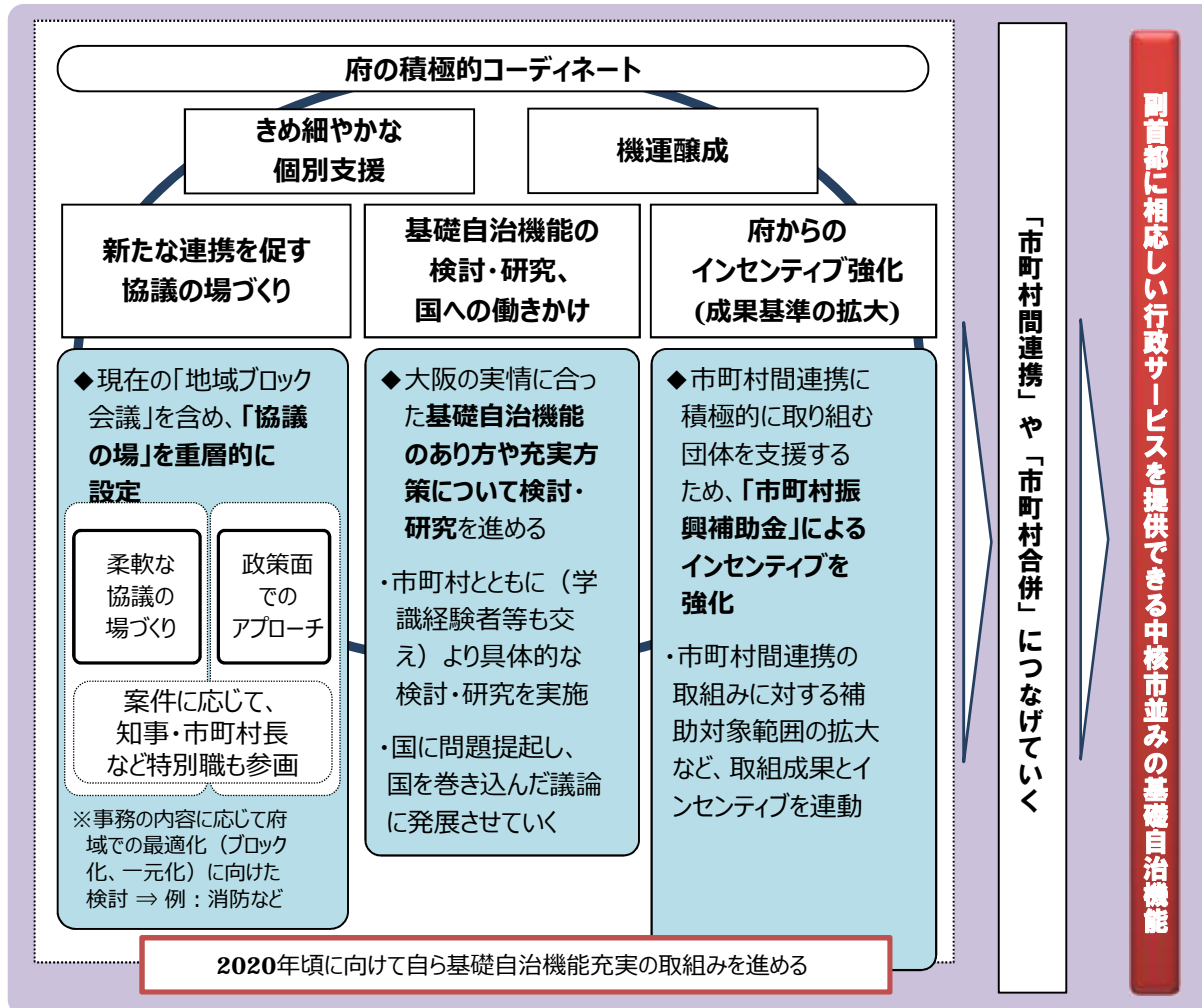 府の積極的コーディネート
きめ細やかな
個別支援
機運醸成
新たな連携を促す
協議の場づくり
基礎自治機能の
検討・研究、
国への働きかけ
府からの
インセンティブ強化
(成果基準の拡大)
◆現在の「地域ブロック
会議」を含め、「協議
の場」を重層的に
設定
柔軟な
協議の
場づくり
政策面
での
アプローチ
案件に応じて、
知事・市町村長
など特別職も参画
※事務の内容に応じて府
域での最適化（ブロック
化、一元化）に向けた
検討 ⇒ 例：消防など
◆大阪の実情に合っ
た基礎自治機能
のあり方や充実方
策について検討・
研究を進める
・市町村とともに（学
識経験者等も交
え）より具体的な
検討・研究を実施
・国に問題提起し、
国を巻き込んだ議論
に発展させていく
◆市町村間連携に
積極的に取り組む
団体を支援する
ため、「市町村振
興補助金」による
インセンティブを
強化
・市町村間連携の
取組みに対する補
助対象範囲の拡大
など、取組成果とイ
ンセンティブを連動
2020年頃に向けて自ら基礎自治機能充実の取組みを進める
「市町村間連携」や「市町村合併」につなげていく
副首都に相応しい行政サービスを提供できる中核市並みの基礎自治機能